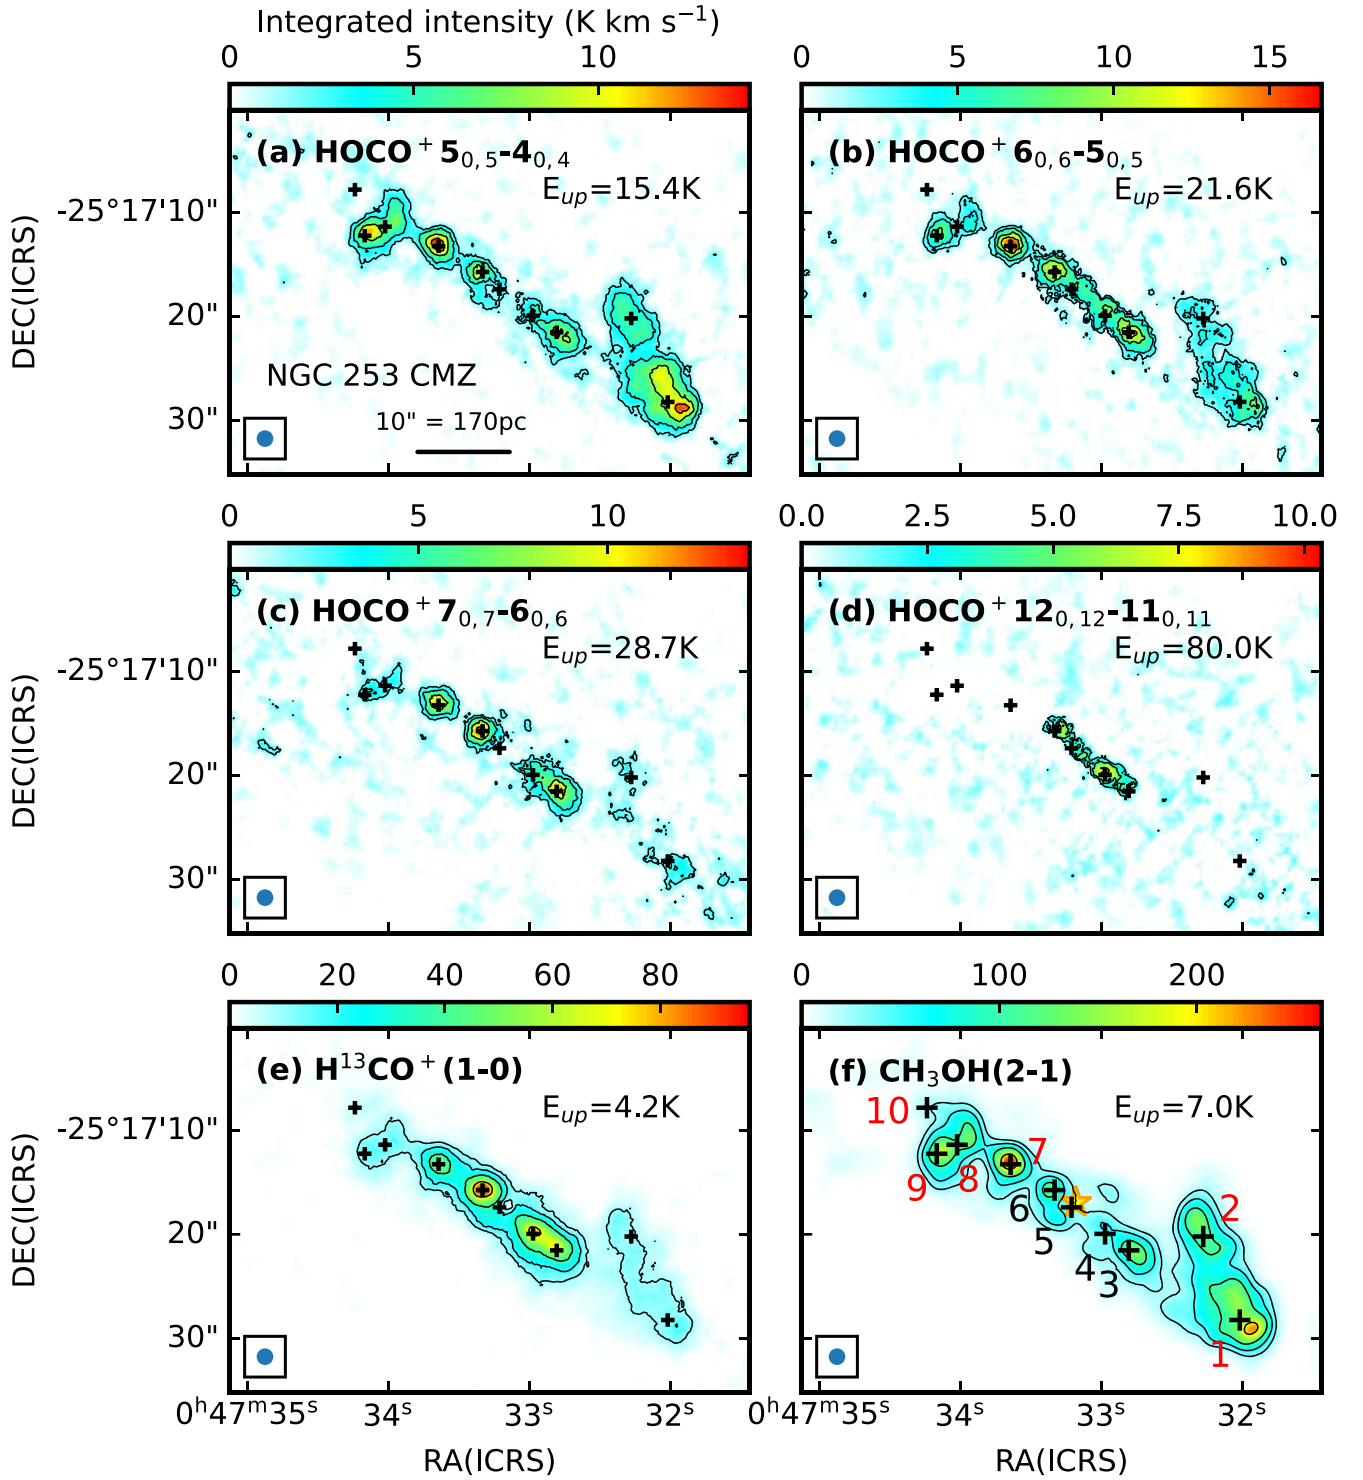 Integrated intensity (K km s⁻¹)
0 5 10
0 5 10 15
(a) HOCO⁺ 5₀,₅-4₀,₄
E_up=15.4K
(b) HOCO⁺ 6₀,₆-5₀,₅
E_up=21.6K
DEC(ICRS)
-25°17'10"
20"
30"
NGC 253 CMZ
10" = 170pc
0 5 10
0.0 2.5 5.0 7.5 10.0
(c) HOCO⁺ 7₀,₇-6₀,₆
E_up=28.7K
(d) HOCO⁺ 12₀,₁₂-11₀,₁₁
E_up=80.0K
DEC(ICRS)
-25°17'10"
20"
30"
0 20 40 60 80
0 100 200
(e) H¹³CO⁺(1-0)
E_up=4.2K
(f) CH₃OH(2-1)
E_up=7.0K
DEC(ICRS)
-25°17'10"
20"
30"
10
9
8
7
6
5
4
3
2
1
0ʰ47ᵐ35ˢ 34ˢ 33ˢ 32ˢ
0ʰ47ᵐ35ˢ 34ˢ 33ˢ 32ˢ
RA(ICRS)
RA(ICRS)